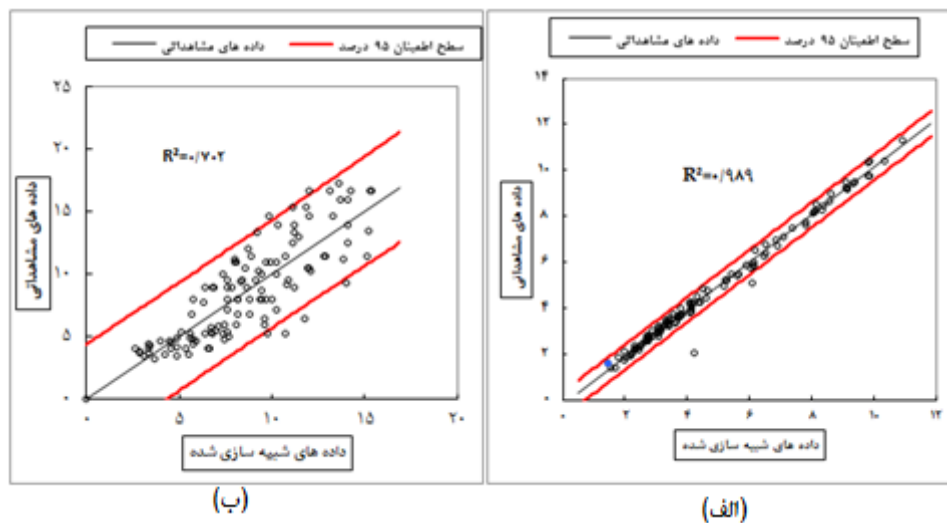 سطح اطمینان ۹۵ درصد
داده های مشاهداتی
۱۴
۱۲
۱۰
۸
۶
۴
۲
۰
R²=۰/۹۸۹
داده های مشاهداتی
۰
۲
۴
۶
۸
۱۰
۱۲
داده های شبیه سازی شده
(الف)
سطح اطمینان ۹۵ درصد
داده های مشاهداتی
۲۵
۲۰
۱۵
۱۰
۵
۰
R²=۰/۷۰۲
داده های مشاهداتی
۰
۵
۱۰
۱۵
۲۰
داده های شبیه سازی شده
(ب)